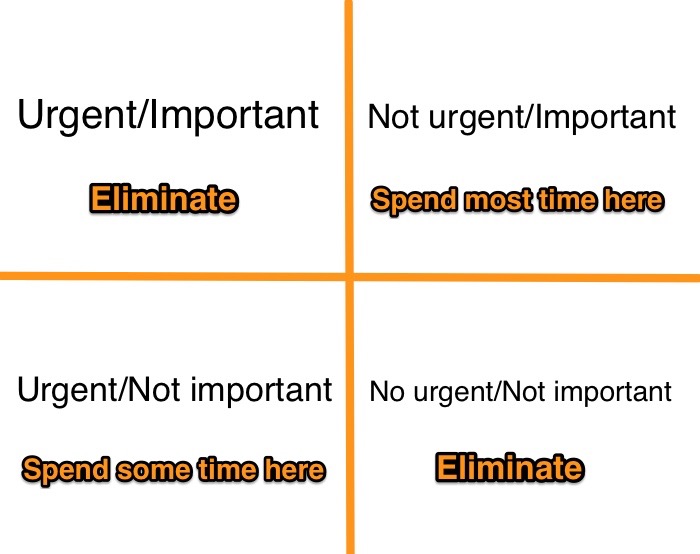 Urgent/Important
Eliminate
Not urgent/Important
Spend most time here
Urgent/Not important
Spend some time here
No urgent/Not important
Eliminate